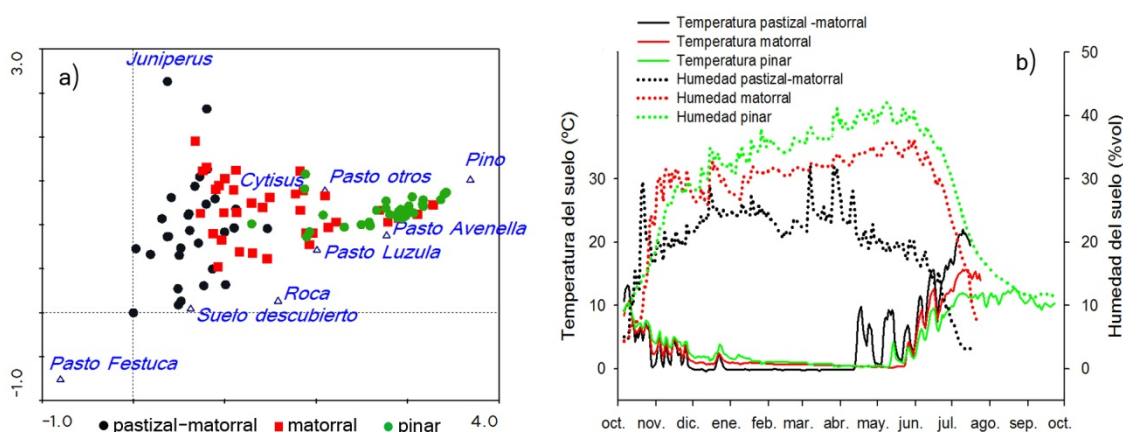 a)
3.0
-1.0
Juniperus
Pino
Cytisus
Pasto otros
Pasto Avenella
Pasto Luzula
Roca
Suelo descubierto
Pasto Festuca
-1.0
4.0
pastizal-matorral
matorral
pinar
Temperatura pastizal -matorral
Temperatura matorral
Temperatura pinar
Humedad pastizal-matorral
Humedad matorral
Humedad pinar
b)
Temperatura del suelo (ºC)
30
20
10
0
Humedad del suelo (%vol)
50
40
30
20
10
0
oct. nov. dic. ene. feb. mar. abr. may. jun. jul. ago. sep. oct.